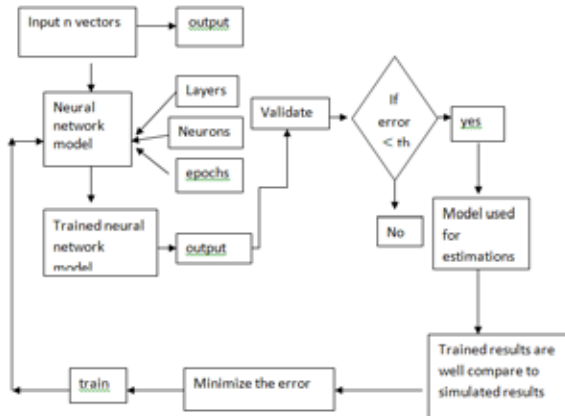 Input n vectors
output
Neural
network
model
Layers
Neurons
epochs
Validate
If
error
< th
yes
No
Trained neural
network
model
output
Model used
for
estimations
Trained results are
well compare to
simulated results
Minimize the error
train